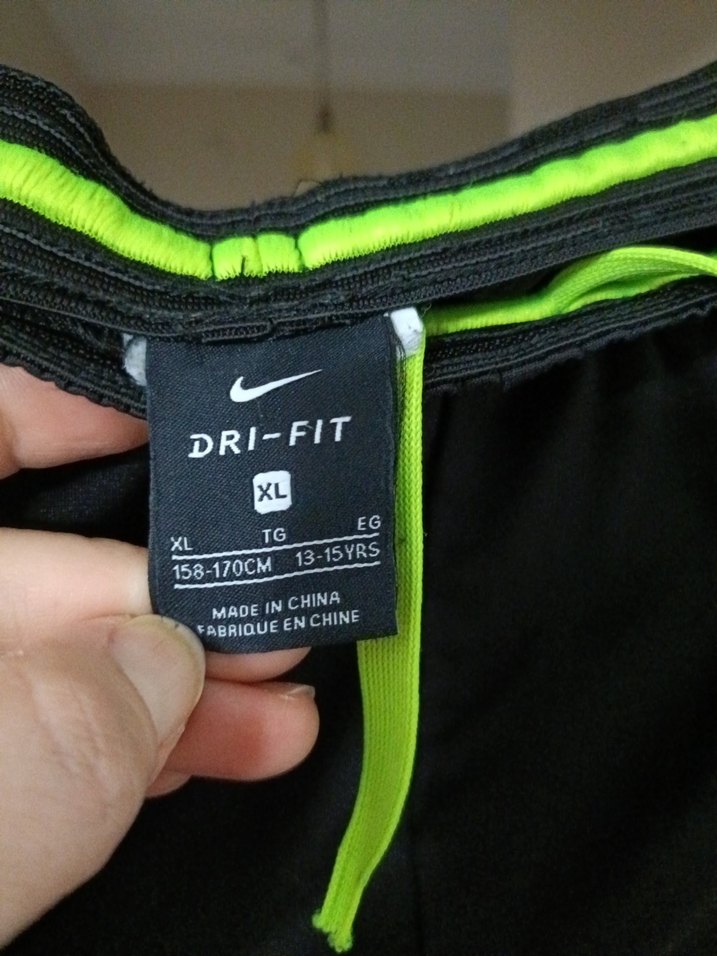 DRI-FIT
XL
XL TG EG
158-170CM 13-15YRS
MADE IN CHINA
FABRIQUE EN CHINE